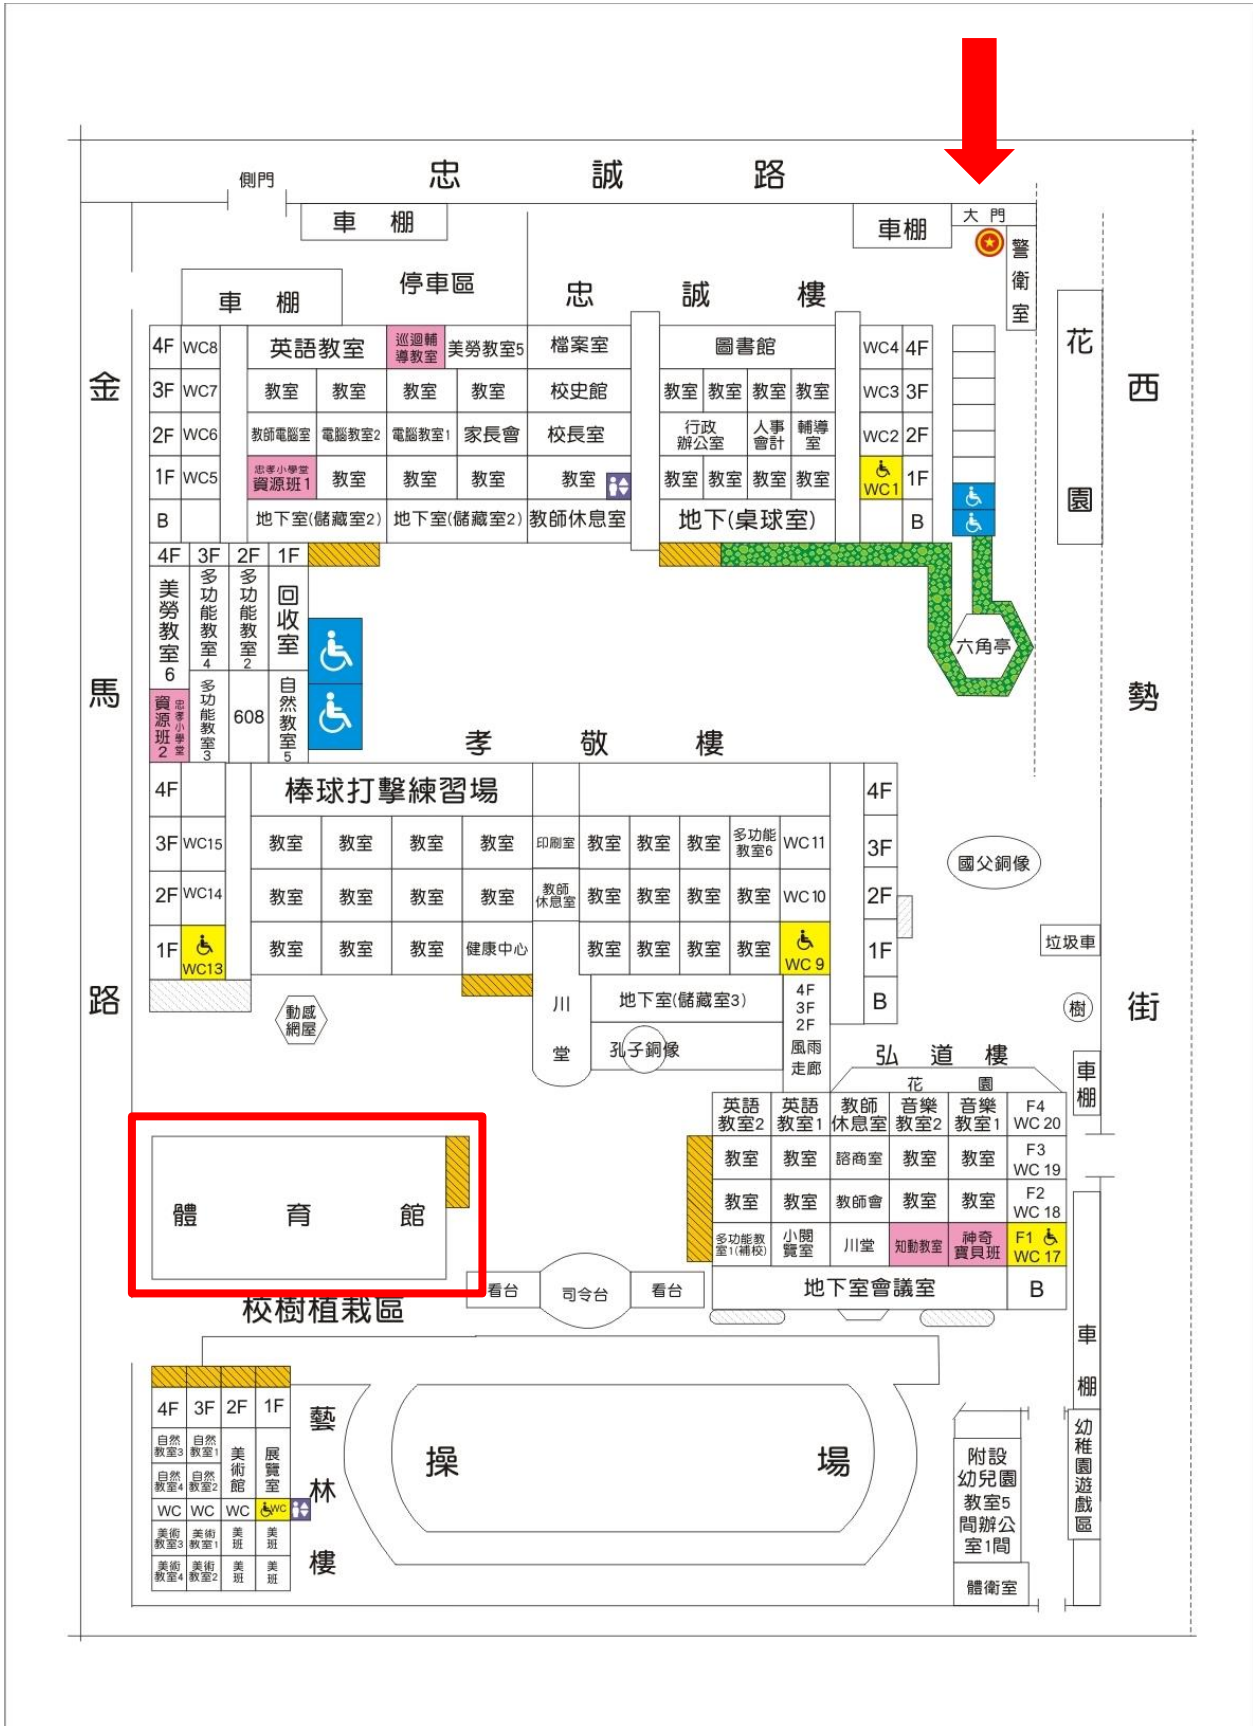 忠誠路
側門
車棚
車棚
大門
警衛室
停車區
車棚
忠誠樓
花園
金馬路
西勢街
4F WC8 英語教室 巡迴輔導教室 美勞教室5 檔案室 圖書館 WC4 4F
3F WC7 教室 教室 教室 教室 校史館 教室 教室 教室 教室 WC3 3F
2F WC6 教師電腦室 電腦教室2 電腦教室1 家長會 校長室 行政辦公室 人事會計 輔導室 WC2 2F
1F WC5 忠孝小學堂資源班1 教室 教室 教室 教室 教室 教室 教室 教室 WC1 1F
B 地下室(儲藏室2) 地下室(儲藏室2) 教師休息室 地下(桌球室) B
4F 3F 2F 1F
美勞教室6
多功能教室4
多功能教室2
回收室
六角亭
資源班2 忠孝小學堂
多功能教室3
608
自然教室5
孝敬樓
4F 棒球打擊練習場 4F
3F WC15 教室 教室 教室 教室 印刷室 教室 教室 教室 多功能教室6 WC11 3F
2F WC14 教室 教室 教室 教室 教師休息室 教室 教室 教室 教室 WC10 2F
1F WC13 教室 教室 教室 健康中心 教室 教室 教室 教室 WC9 1F
國父銅像
垃圾車
樹
動感網屋
川堂
地下室(儲藏室3)
孔子銅像
4F
3F
2F
風雨走廊
B
弘道樓
花園
車棚
英語教室2 英語教室1 教師休息室 音樂教室2 音樂教室1 F4 WC20
教室 教室 諮商室 教室 教室 F3 WC19
教室 教室 教師會 教室 教室 F2 WC18
多功能教室1(補校) 小閱覽室 川堂 知動教室 神奇寶貝班 F1 WC17
地下室會議室 B
體育館
看台 司令台 看台
校樹植栽區
車棚
4F 3F 2F 1F
自然教室3 自然教室1 美術館 展覽室
自然教室4 自然教室2
WC WC WC WC
美術教室3 美術教室1 美班 美班
美術教室4 美術教室2 美班 美班
藝林樓
操場
附設
幼兒園
教室5
間辦公
室1間
體衛室
幼稚園遊戲區